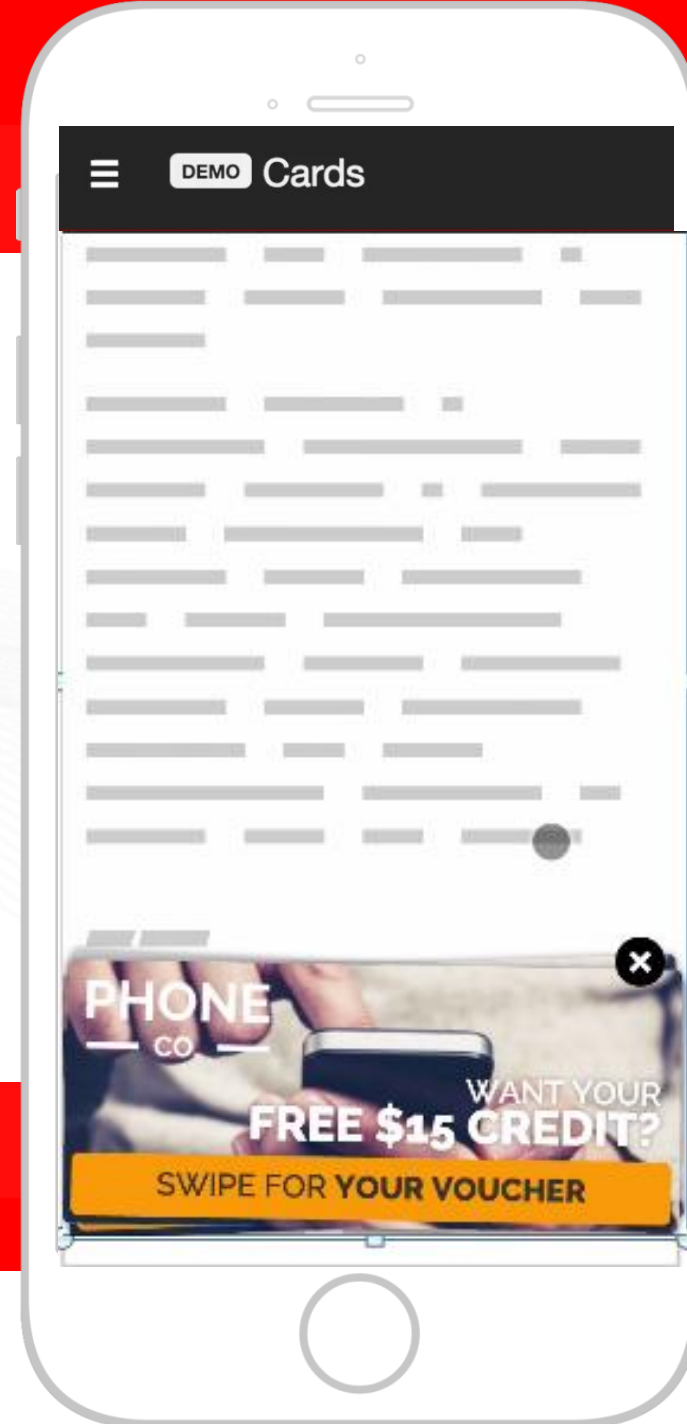 DEMO Cards
PHONE
CO
WANT YOUR
FREE $15 CREDIT?
SWIPE FOR YOUR VOUCHER